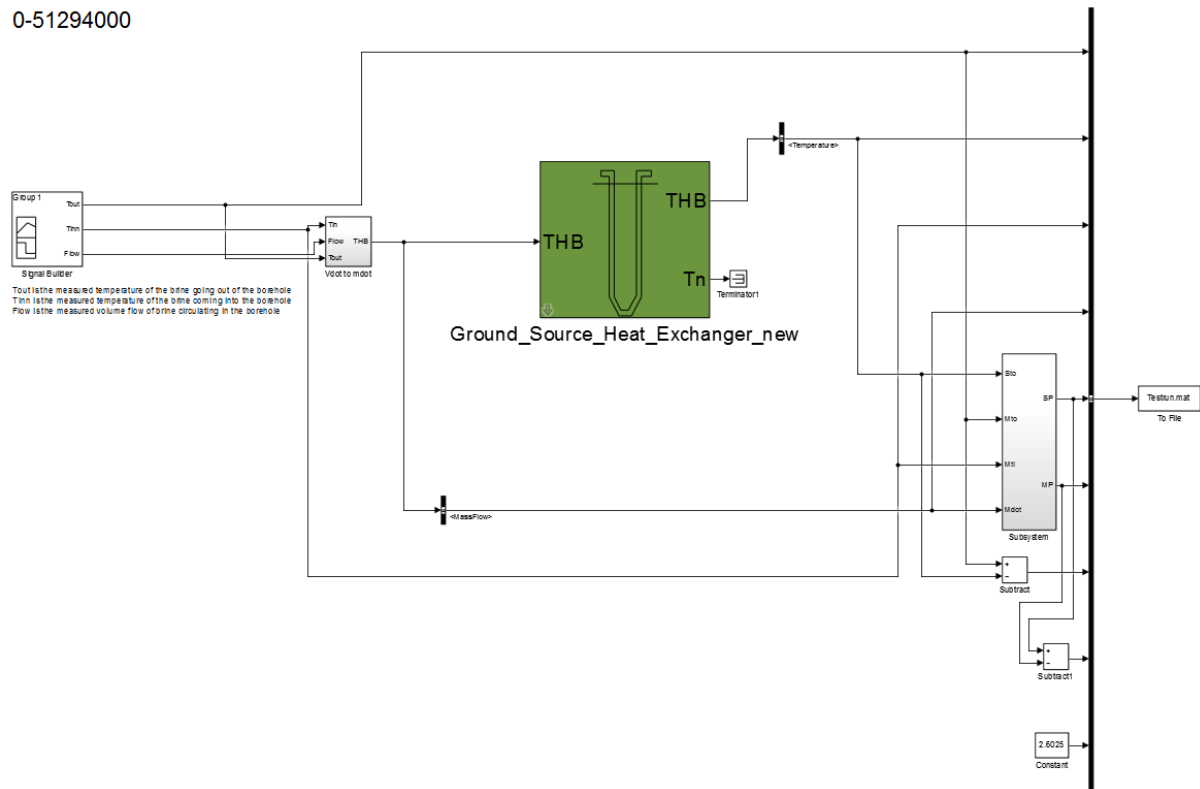 0-51294000
Group 1
Tout
Tinn
Flow
Signal Builder
Tout is the measured temperature of the brine going out of the borehole
Tinn is the measured temperature of the brine coming into the borehole
Flow is the measured volume flow of brine circulating in the borehole
Tin
Flow
Tout
THB
Vdot to mdot
THB
THB
Tn
Ground_Source_Heat_Exchanger_new
Terminator1
<Temperature>
<MassFlow>
Sto
Mto
Mti
Mdot
SP
MP
Subsystem
Testrun.mat
To File
Subtract
Subtract1
2.6025
Constant